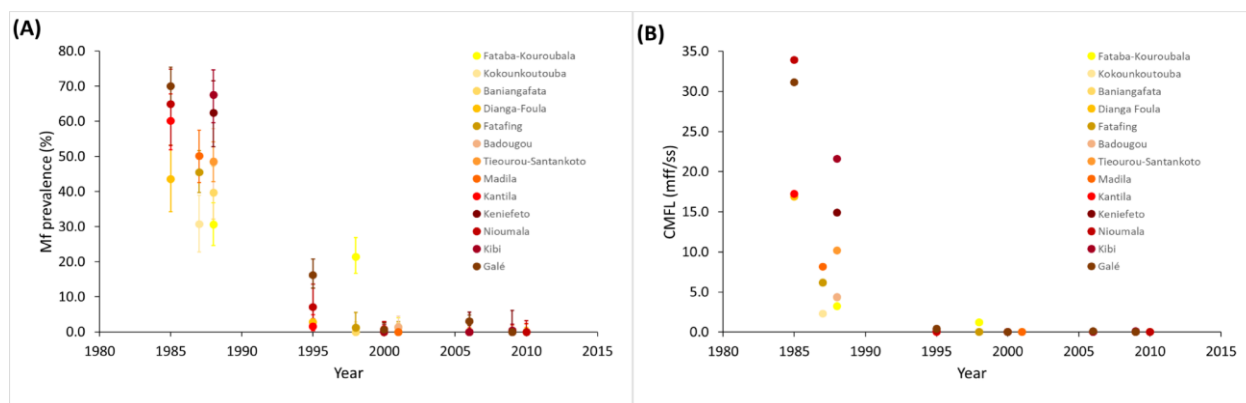 (A)
Mf prevalence (%)
80.0
70.0
60.0
50.0
40.0
30.0
20.0
10.0
0.0
1980 1985 1990 1995 2000 2005 2010 2015
Year
Fataba-Kouroubala
Kokounkoutouba
Baniangafata
Dianga-Foula
Fatafing
Badougou
Tieourou-Santankoto
Madila
Kantila
Keniefeto
Nioumala
Kibi
Galé
(B)
CMFL (mff/ss)
35.0
30.0
25.0
20.0
15.0
10.0
5.0
0.0
1980 1985 1990 1995 2000 2005 2010 2015
Year
Fataba-Kouroubala
Kokounkoutouba
Baniangafata
Dianga Foula
Fatafing
Badougou
Tieourou-Santankoto
Madila
Kantila
Keniefeto
Nioumala
Kibi
Galé